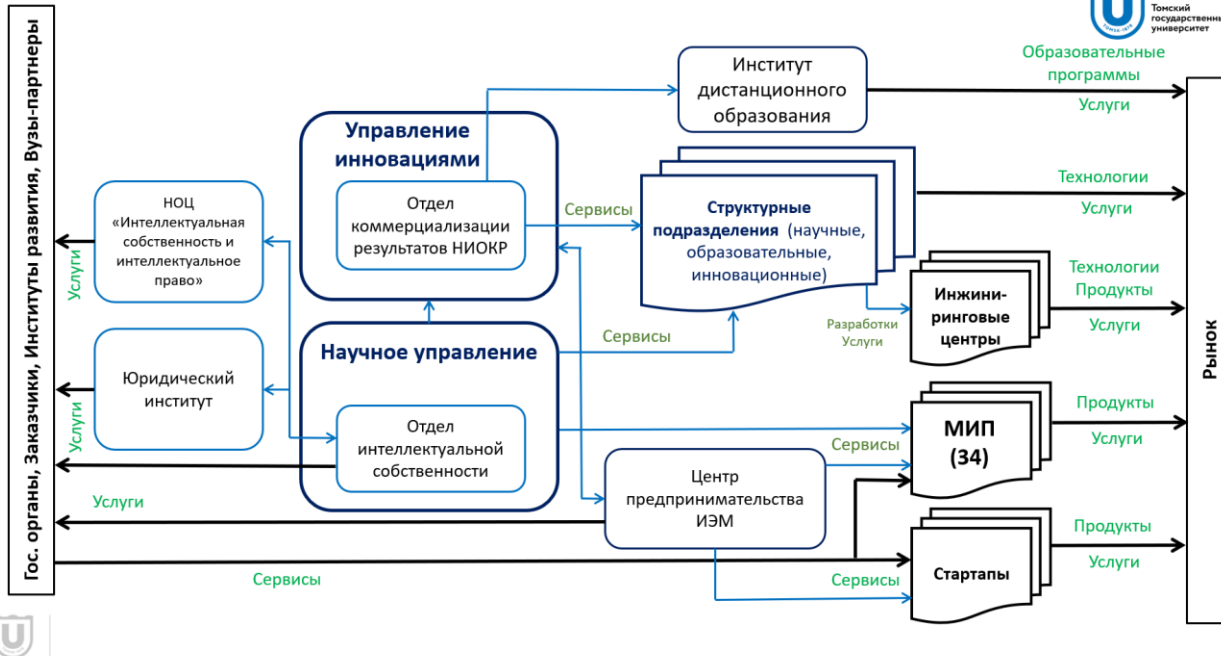 Томский
государственный
университет
Гос. органы, Заказчики, Институты развития, Вузы-партнеры
НОЦ
«Интеллектуальная
собственность и
интеллектуальное
право»
Услуги
Юридический
институт
Услуги
Услуги
Управление
инновациями
Отдел
коммерциализации
результатов НИОКР
Научное управление
Отдел
интеллектуальной
собственности
Институт
дистанционного
образования
Сервисы
Структурные
подразделения (научные,
образовательные,
инновационные)
Сервисы
Разработки
Услуги
Инжини-
ринговые
центры
МИП
(34)
Сервисы
Центр
предпринимательства
ИЭМ
Стартапы
Сервисы
Сервисы
Образовательные
программы
Услуги
Технологии
Услуги
Технологии
Продукты
Услуги
Продукты
Услуги
Продукты
Услуги
Рынок